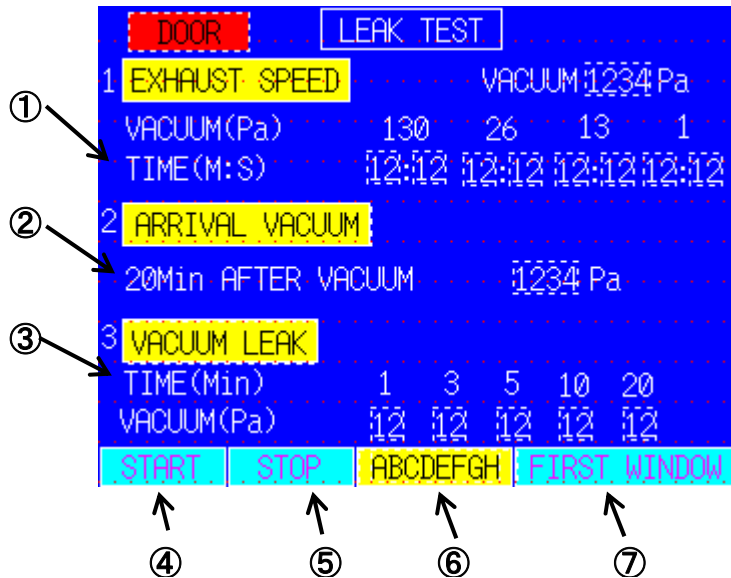 DOOR LEAK TEST
1 EXHAUST SPEED VACUUM 1234 Pa
①
VACUUM(Pa) 130 26 13 1
TIME(M:S) 12:12 12:12 12:12 12:12
②
2 ARRIVAL VACUUM
20Min AFTER VACUUM 1234 Pa
③
3 VACUUM LEAK
TIME(Min) 1 3 5 10 20
VACUUM(Pa) 12 12 12 12 12
START STOP ABCDEFGH FIRST WINDOW
④ ⑤ ⑥ ⑦